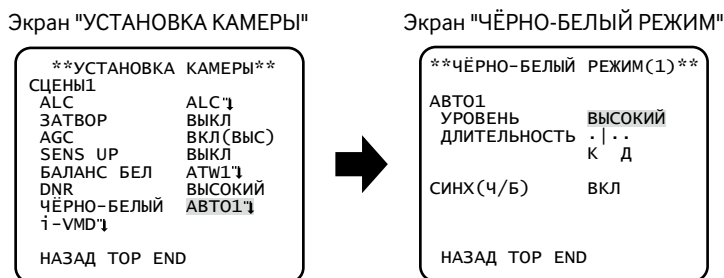 Экран "УСТАНОВКА КАМЕРЫ"
**УСТАНОВКА КАМЕРЫ**
СЦЕНЫ1
ALC ALC⮧
ЗАТВОР ВЫКЛ
AGC ВКЛ(ВЫС)
SENS UP ВЫКЛ
БАЛАНС БЕЛ ATW1⮧
DNR ВЫСОКИЙ
ЧЁРНО-БЕЛЫЙ АВТО1⮧
i-VMD⮧
НАЗАД TOP END
Экран "ЧЁРНО-БЕЛЫЙ РЕЖИМ"
**ЧЁРНО-БЕЛЫЙ РЕЖИМ(1)**
АВТО1
УРОВЕНЬ ВЫСОКИЙ
ДЛИТЕЛЬНОСТЬ ·|··
К Д
СИНХ(Ч/Б) ВКЛ
НАЗАД TOP END